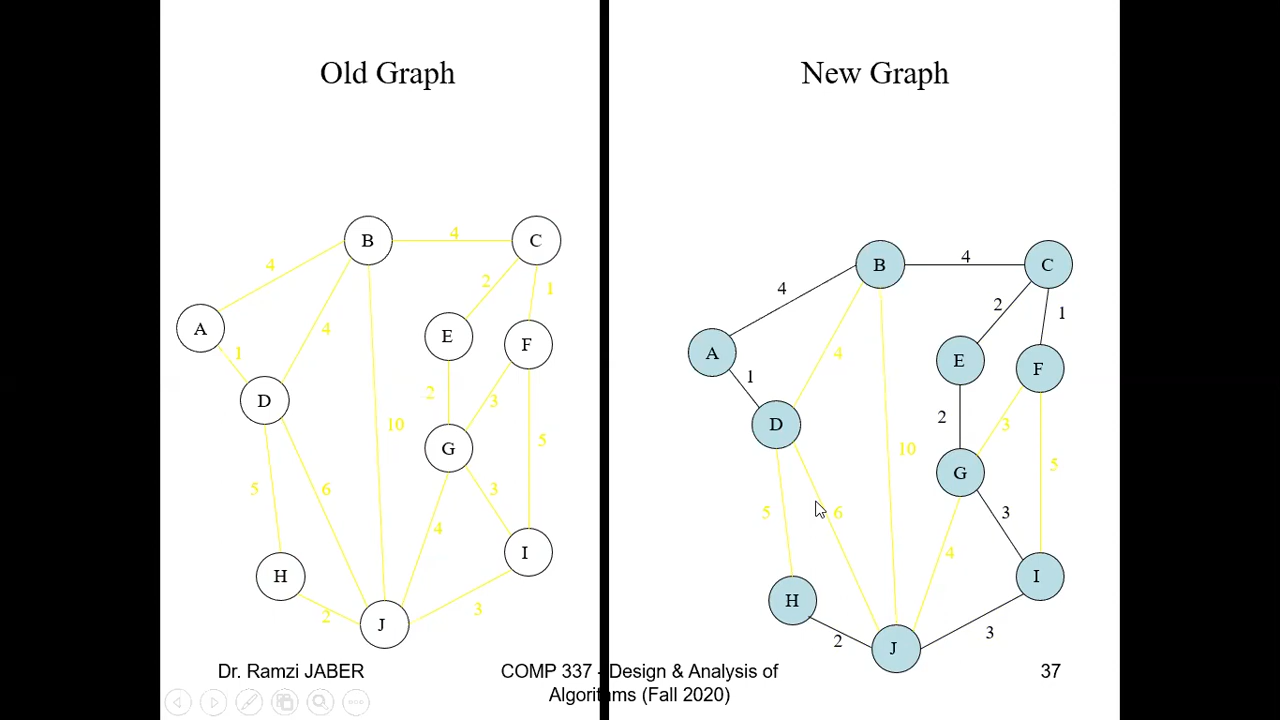 Old Graph
B
4
C
4
2
1
4
A
E
F
1
D
2
3
10
G
5
5
6
3
4
I
H
J
2
3
New Graph
B
4
C
4
2
1
4
A
E
F
1
D
2
3
10
G
5
5
6
3
4
I
H
J
2
3
Dr. Ramzi JABER
COMP 337 - Design & Analysis of
Algorithms (Fall 2020)
37